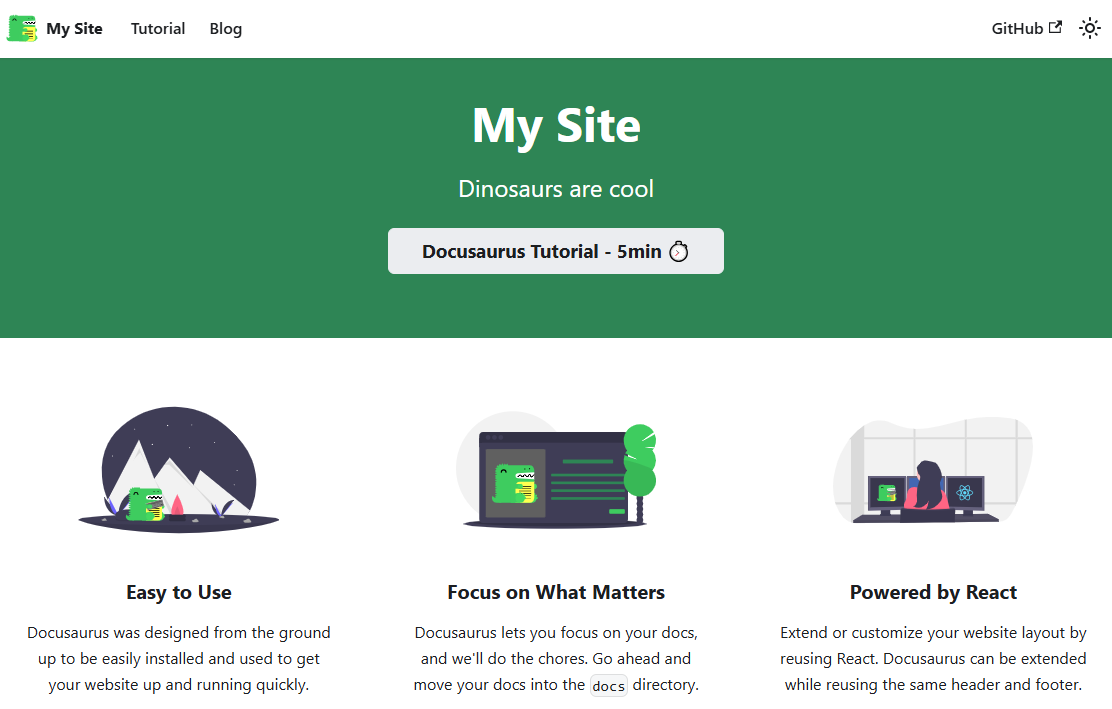 My Site Tutorial Blog GitHub
My Site
Dinosaurs are cool
Docusaurus Tutorial - 5min ⏱️
Easy to Use
Docusaurus was designed from the ground
up to be easily installed and used to get
your website up and running quickly.
Focus on What Matters
Docusaurus lets you focus on your docs,
and we'll do the chores. Go ahead and
move your docs into the docs directory.
Powered by React
Extend or customize your website layout by
reusing React. Docusaurus can be extended
while reusing the same header and footer.